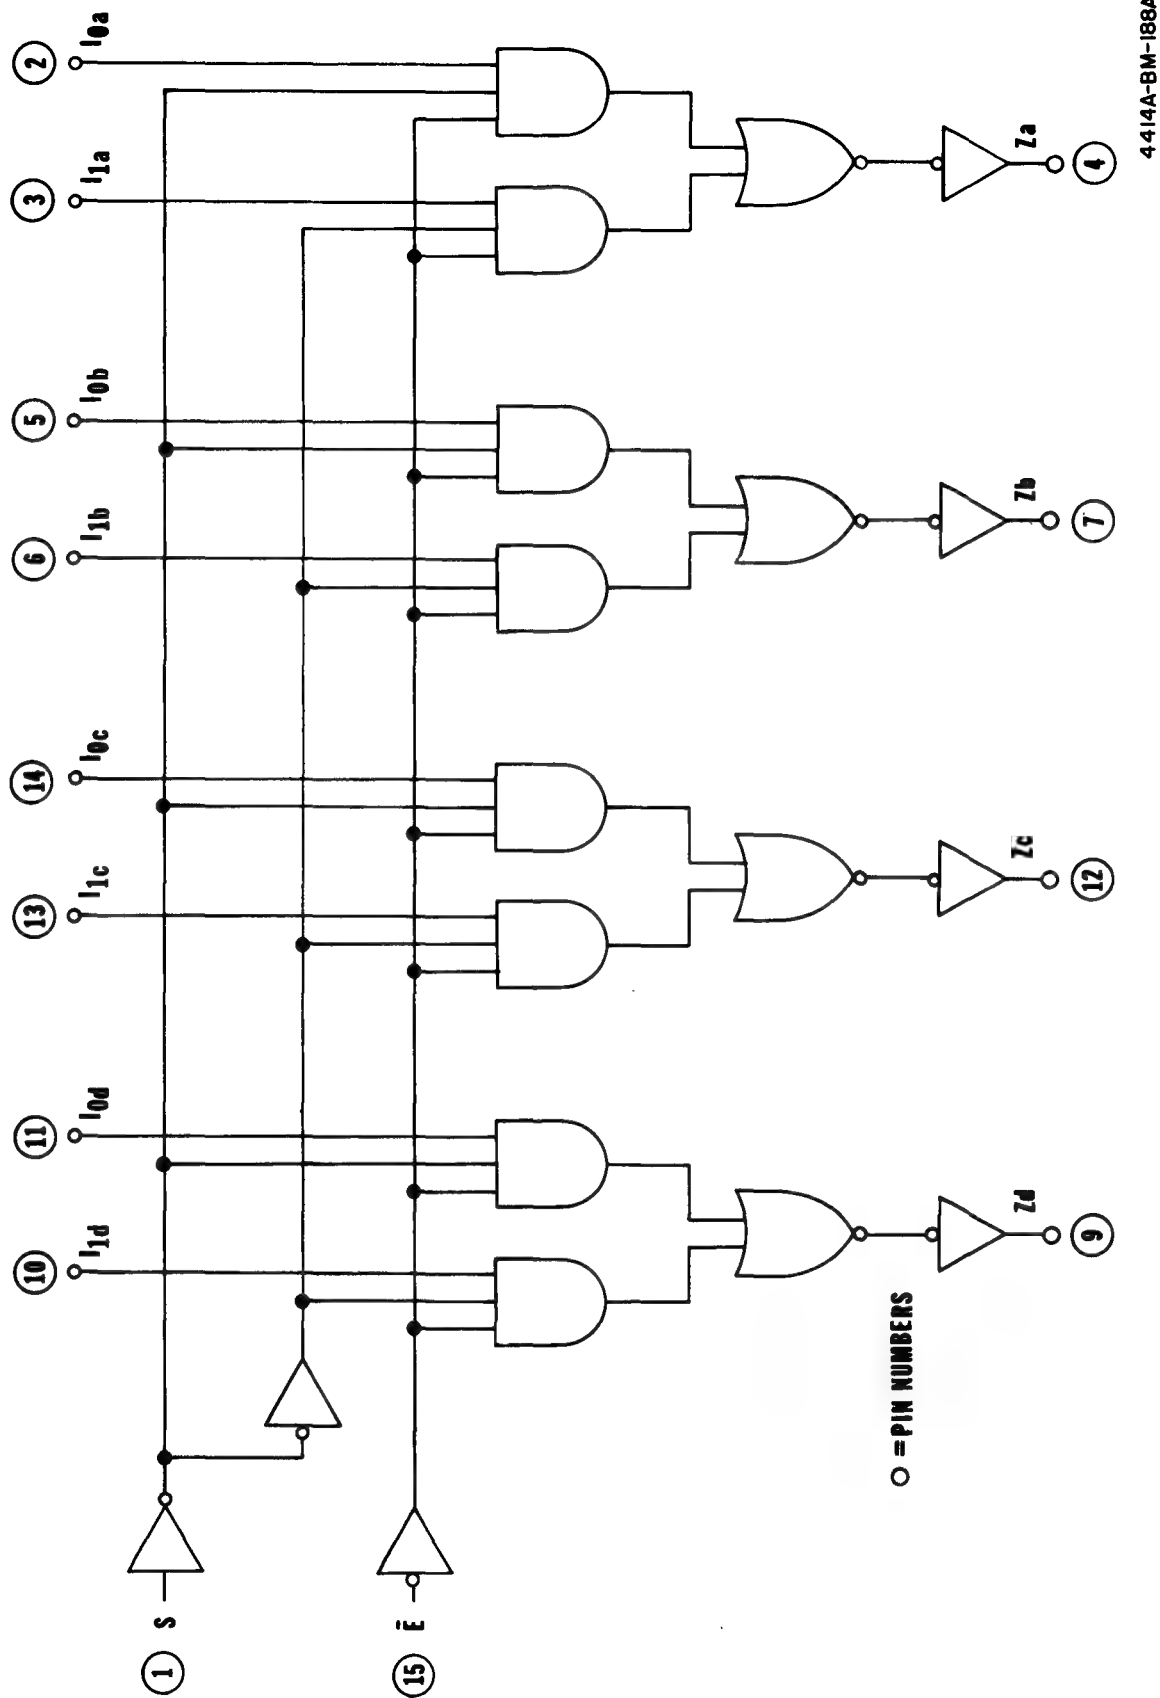 2 I0a
3 I1a
5 I0b
6 I1b
14 I0c
13 I1c
11 I0d
10 I1d
1 S
15 Ē
Za 4
Zb 7
Zc 12
Zd 9
○ = PIN NUMBERS
4414A-BM-188A